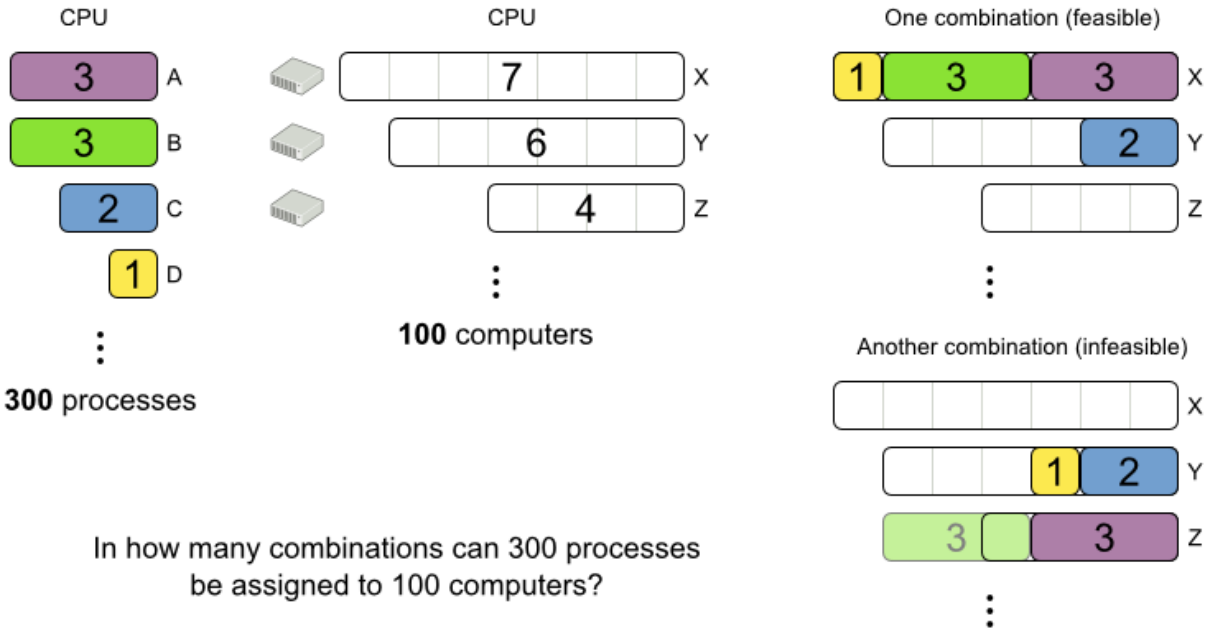 CPU
3 A
3 B
2 C
1 D
300 processes
CPU
7 X
6 Y
4 Z
100 computers
One combination (feasible)
1 3 3 X
2 Y
Z
Another combination (infeasible)
X
1 2 Y
3 3 Z
In how many combinations can 300 processes
be assigned to 100 computers?